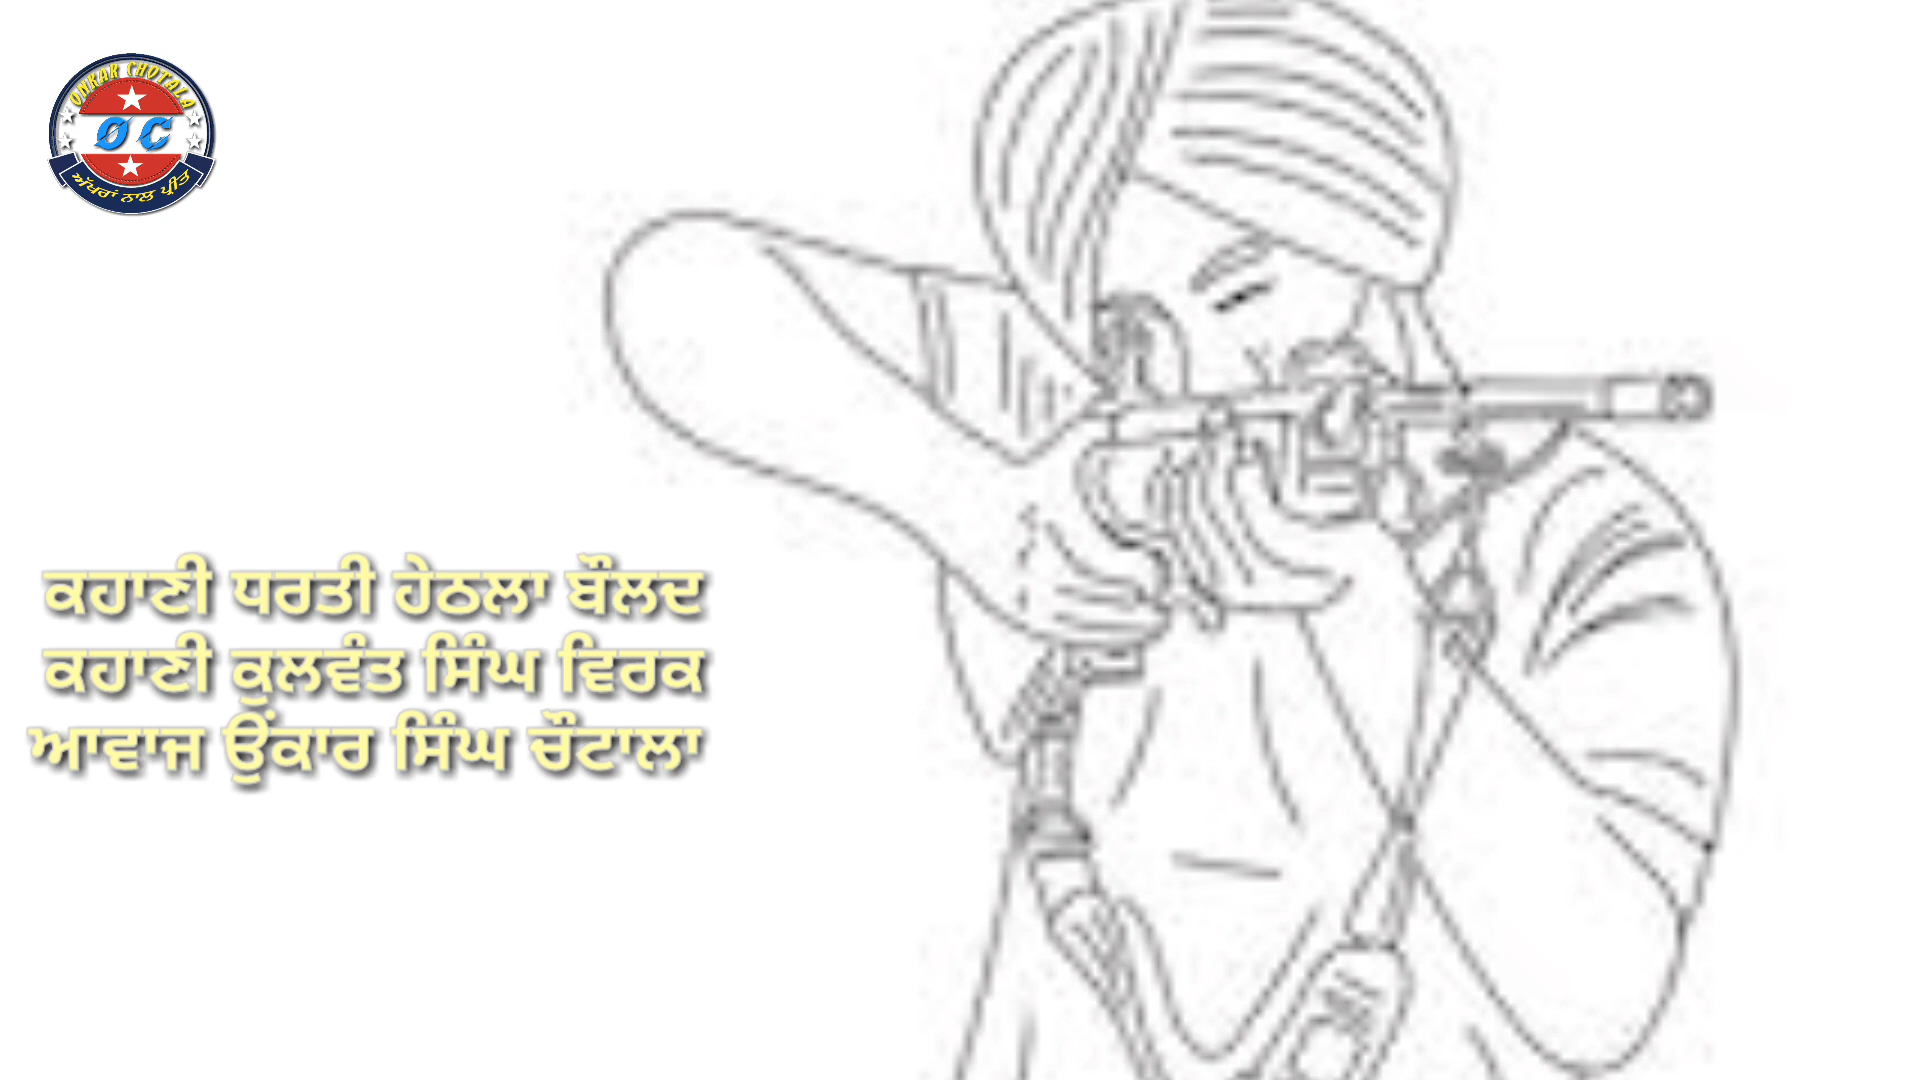 ONKAR CHOTALA
OC
ਅੱਖਰਾਂ ਨਾਲ ਪ੍ਰੀਤ
ਕਹਾਣੀ ਧਰਤੀ ਹੇਠਲਾ ਬੌਲਦ
ਕਹਾਣੀ ਕੁਲਵੰਤ ਸਿੰਘ ਵਿਰਕ
ਆਵਾਜ ਉਂਕਾਰ ਸਿੰਘ ਚੌਟਾਲਾ